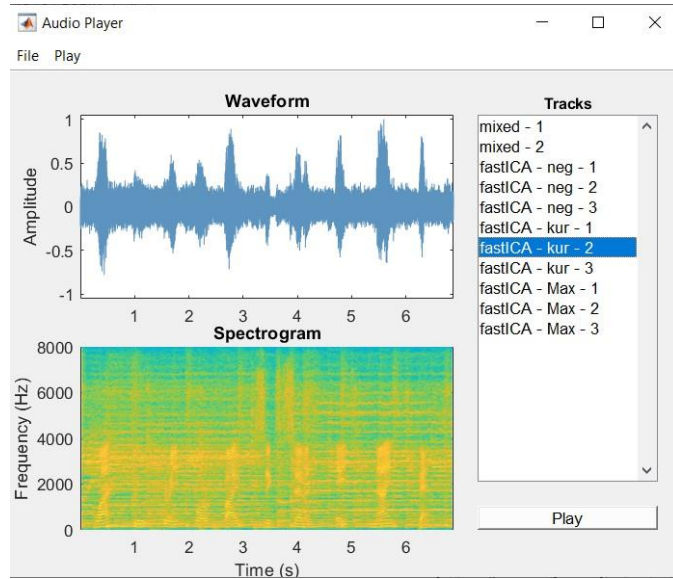 Audio Player
File Play
Waveform
Amplitude
1
0.5
0
-0.5
-1
1 2 3 4 5 6
Spectrogram
Frequency (Hz)
8000
6000
4000
2000
0
1 2 3 4 5 6
Time (s)
Tracks
mixed - 1
mixed - 2
fastICA - neg - 1
fastICA - neg - 2
fastICA - neg - 3
fastICA - kur - 1
fastICA - kur - 2
fastICA - kur - 3
fastICA - Max - 1
fastICA - Max - 2
fastICA - Max - 3
Play